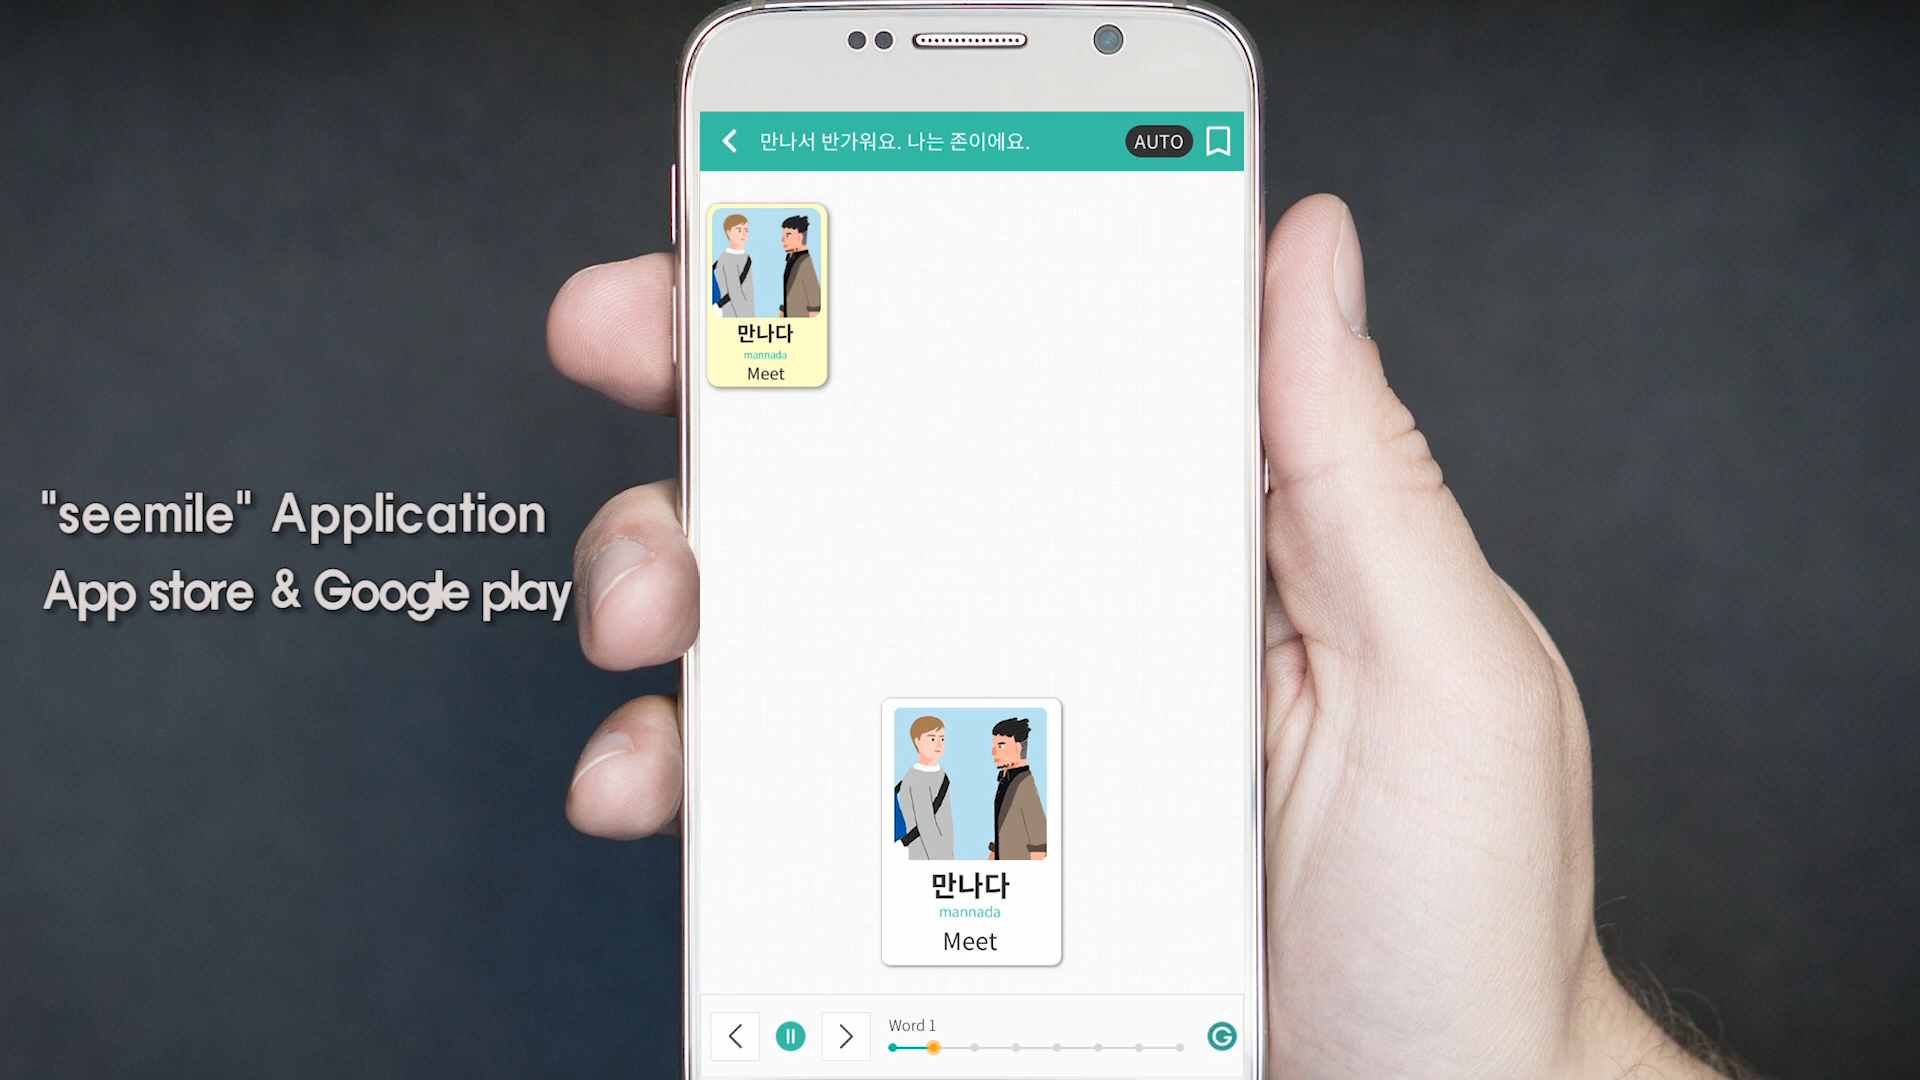 "seemile" Application
App store & Google play
만나서 반가워요. 나는 존이에요.
AUTO
만나다
mannada
Meet
만나다
mannada
Meet
Word 1
G